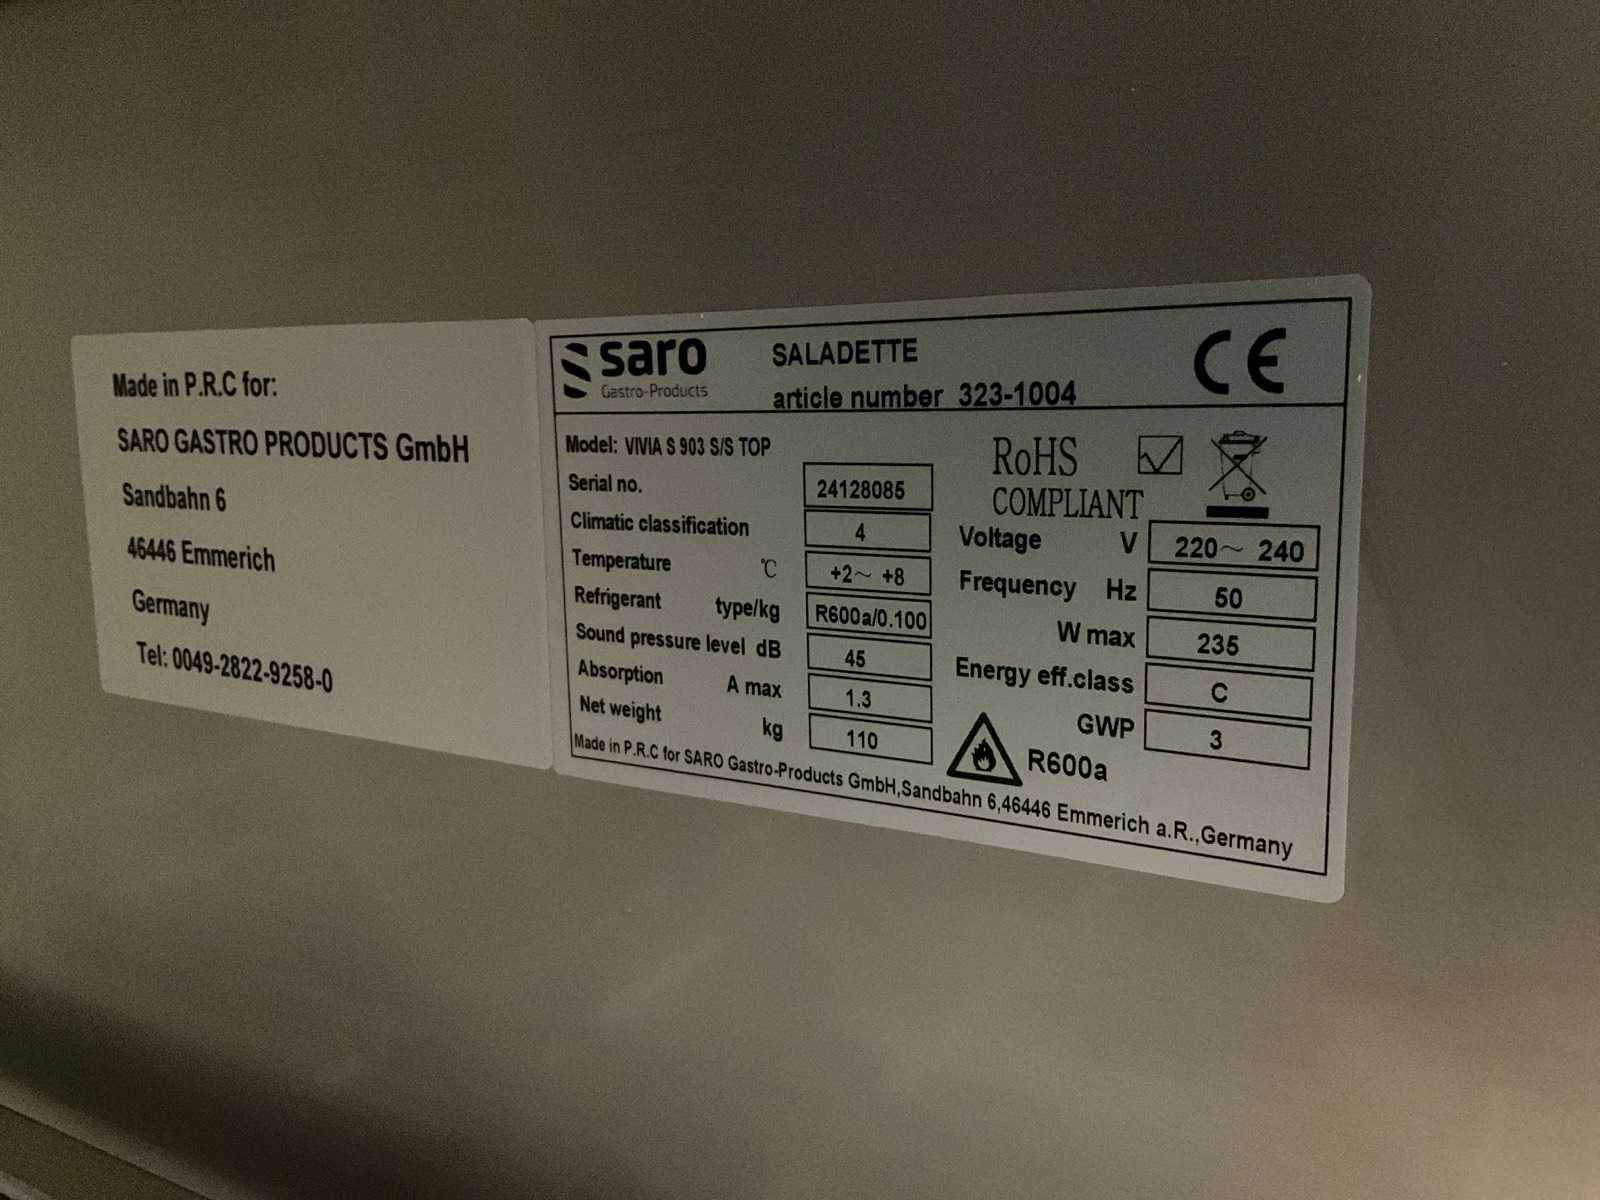 Made in P.R.C for:
SARO GASTRO PRODUCTS GmbH
Sandbahn 6
46446 Emmerich
Germany
Tel: 0049-2822-9258-0
saro
Gastro-Products
SALADETTE
article number 323-1004
CE
Model: VIVIA S 903 S/S TOP
Serial no. 24128085
Climatic classification 4
Temperature °C +2~ +8
Refrigerant type/kg R600a/0.100
Sound pressure level dB 45
Absorption A max 1.3
Net weight kg 110
RoHS
COMPLIANT
Voltage V 220~ 240
Frequency Hz 50
W max 235
Energy eff.class C
GWP 3
R600a
Made in P.R.C for SARO Gastro-Products GmbH,Sandbahn 6,46446 Emmerich a.R.,Germany